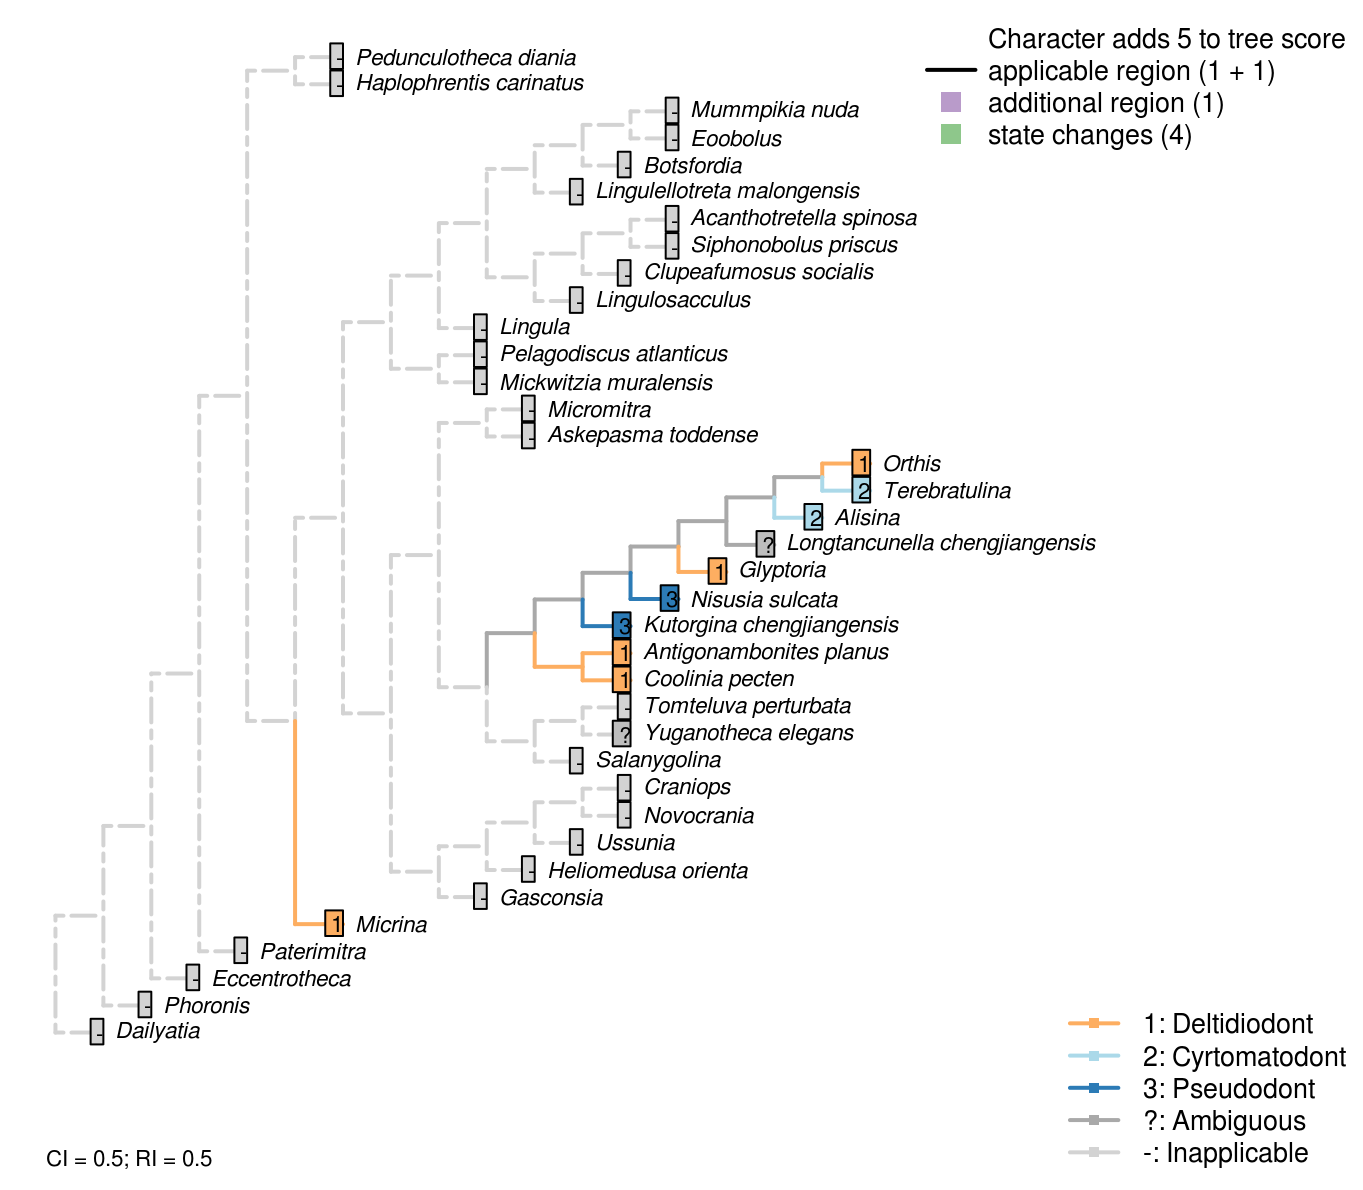 Character adds 5 to tree score
applicable region (1 + 1)
additional region (1)
state changes (4)
- Pedunculotheca diania
- Haplophrentis carinatus
- Mummpikia nuda
- Eoobolus
- Botsfordia
- Lingulellotreta malongensis
- Acanthotretella spinosa
- Siphonobolus priscus
- Clupeafumosus socialis
- Lingulosacculus
- Lingula
- Pelagodiscus atlanticus
- Mickwitzia muralensis
- Micromitra
- Askepasma toddense
1 Orthis
2 Terebratulina
2 Alisina
? Longtancunella chengjiangensis
1 Glyptoria
3 Nisusia sulcata
3 Kutorgina chengjiangensis
1 Antigonambonites planus
1 Coolinia pecten
- Tomteluva perturbata
? Yuganotheca elegans
- Salanygolina
- Craniops
- Novocrania
- Ussunia
- Heliomedusa orienta
- Gasconsia
1 Micrina
- Paterimitra
- Eccentrotheca
- Phoronis
- Dailyatia
1: Deltidiodont
2: Cyrtomatodont
3: Pseudodont
?: Ambiguous
-: Inapplicable
CI = 0.5; RI = 0.5